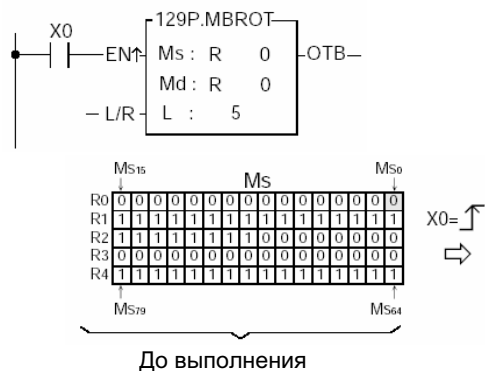 129P.MBROT
X0
EN↑ Ms : R 0 OTB
Md : R 0
L/R L : 5
Ms15 Ms Ms0
R0 0 0 0 0 0 0 0 0 0 0 0 0 0 0 0 0
R1 1 1 1 1 1 1 1 1 1 1 1 1 1 1 1 1
X0=
R2 1 1 1 1 1 1 1 1 0 0 0 0 0 0 0 0
R3 0 0 0 0 0 0 0 0 0 0 0 0 0 0 0 0
R4 1 1 1 1 1 1 1 1 1 1 1 1 1 1 1 1
Ms79 Ms64
До выполнения